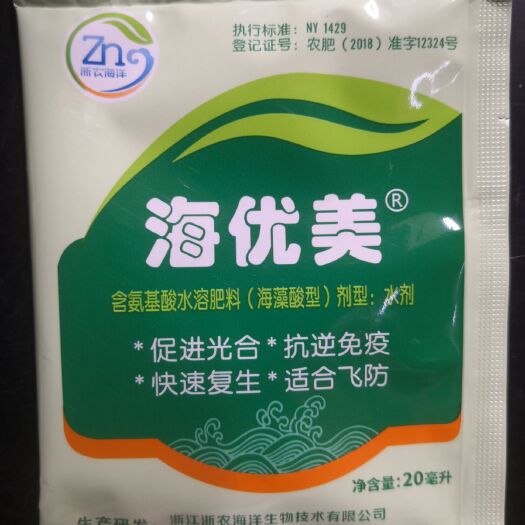 Zn
浙农海洋
执行标准：NY 1429
登记证号：农肥（2018）准字12324号
海优美®
含氨基酸水溶肥料（海藻酸型）剂型：水剂
*促进光合*抗逆免疫
*快速复生*适合飞防
净含量:20毫升
生产研发 浙江浙农海洋生物技术有限公司